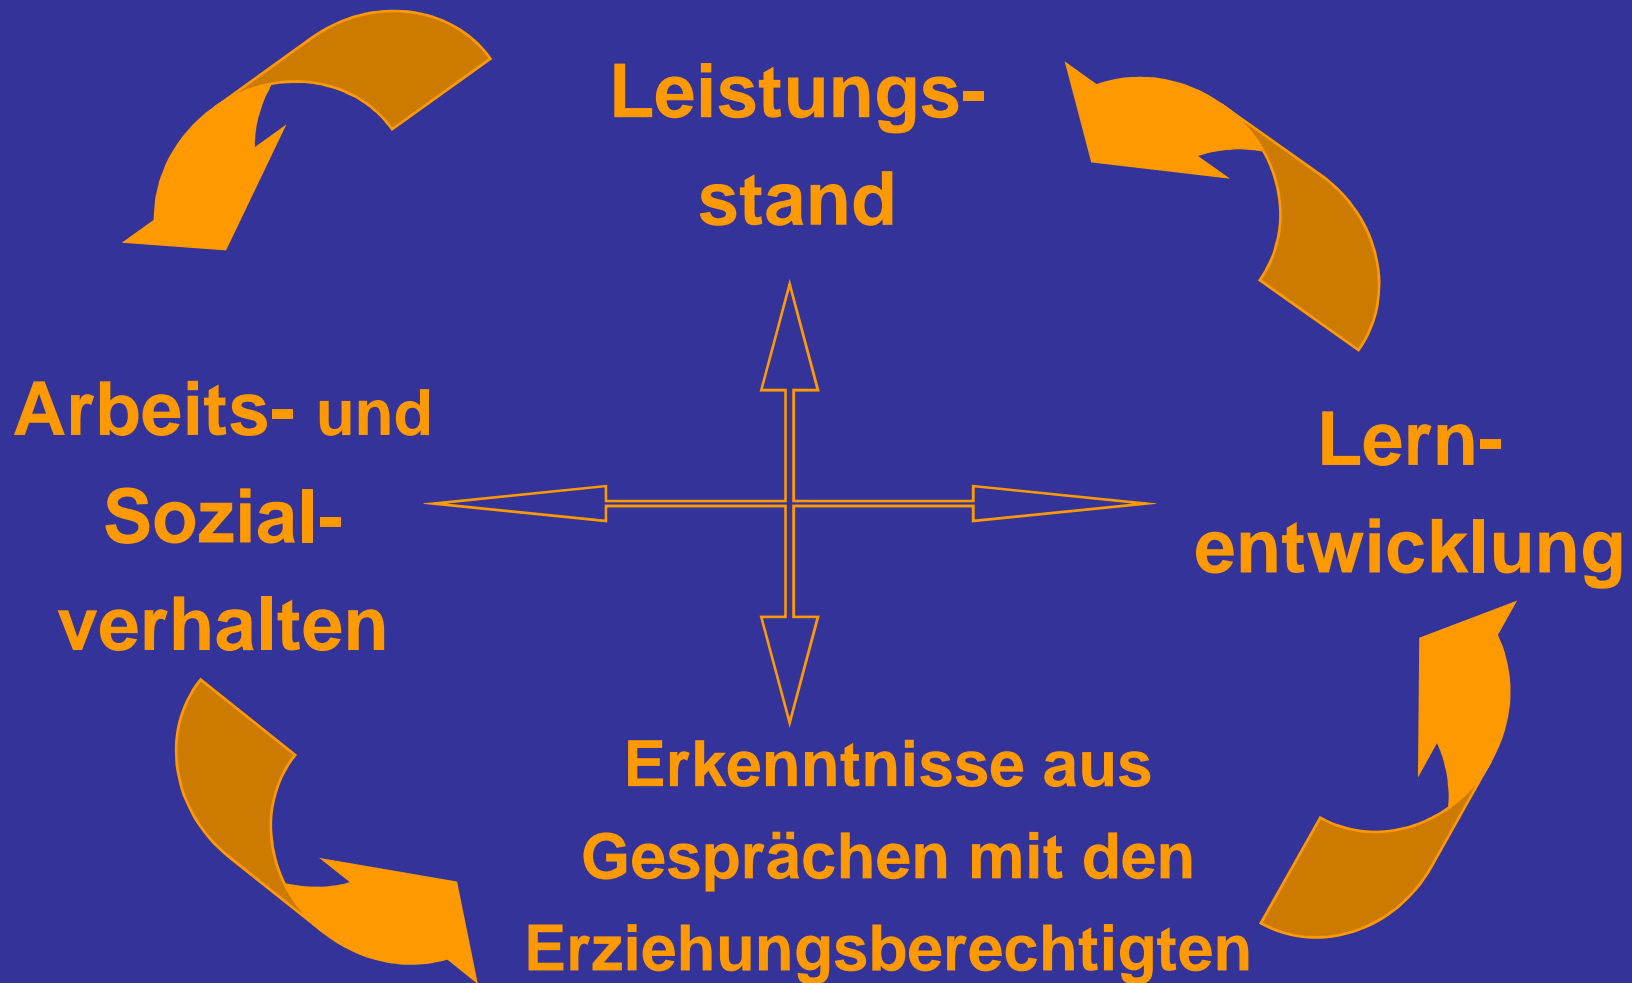 Leistungs-
stand
Arbeits- und
Sozial-
verhalten
Lern-
entwicklung
Erkenntnisse aus
Gesprächen mit den
Erziehungsberechtigten